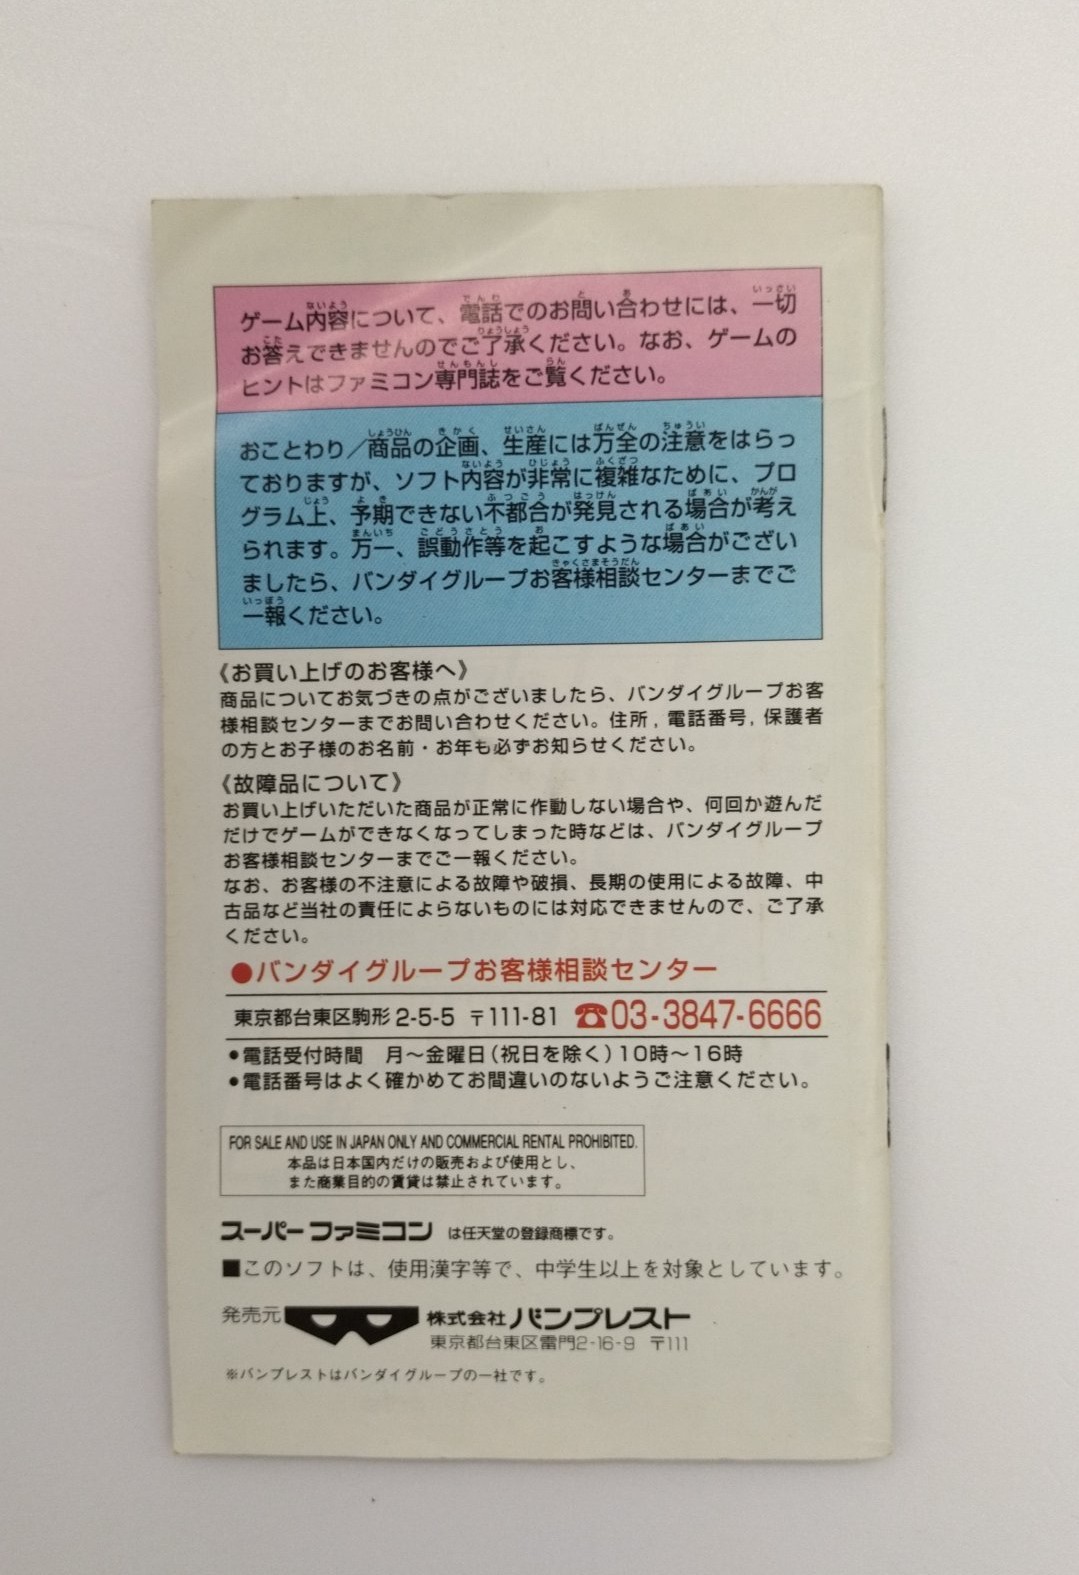 ゲーム内容について、電話でのお問い合わせには、一切
お答えできませんのでご了承ください。なお、ゲームの
ヒントはファミコン専門誌をご覧ください。
おことわり／商品の企画、生産には万全の注意をはらっ
ておりますが、ソフト内容が非常に複雑なために、プロ
グラム上、予期できない不都合が発見される場合が考え
られます。万一、誤動作等を起こすような場合がござい
ましたら、バンダイグループお客様相談センターまでご
一報ください。
《お買い上げのお客様へ》
商品についてお気づきの点がございましたら、バンダイグループお客
様相談センターまでお問い合わせください。住所，電話番号，保護者
の方とお子様のお名前・お年も必ずお知らせください。
《故障品について》
お買い上げいただいた商品が正常に作動しない場合や、何回か遊んだ
だけでゲームができなくなってしまった時などは、バンダイグループ
お客様相談センターまでご一報ください。
なお、お客様の不注意による故障や破損、長期の使用による故障、中
古品など当社の責任によらないものには対応できませんので、ご了承
ください。
●バンダイグループお客様相談センター
東京都台東区駒形2-5-5 〒111-81 ☎03-3847-6666
●電話受付時間 月～金曜日(祝日を除く)10時～16時
●電話番号はよく確かめてお間違いのないようご注意ください。
FOR SALE AND USE IN JAPAN ONLY AND COMMERCIAL RENTAL PROHIBITED.
本品は日本国内だけの販売および使用とし、
また商業目的の賃貸は禁止されています。
スーパーファミコン は任天堂の登録商標です。
■このソフトは、使用漢字等で、中学生以上を対象としています。
発売元 株式会社バンプレスト
東京都台東区雷門2-16-9 〒111
※バンプレストはバンダイグループの一社です。